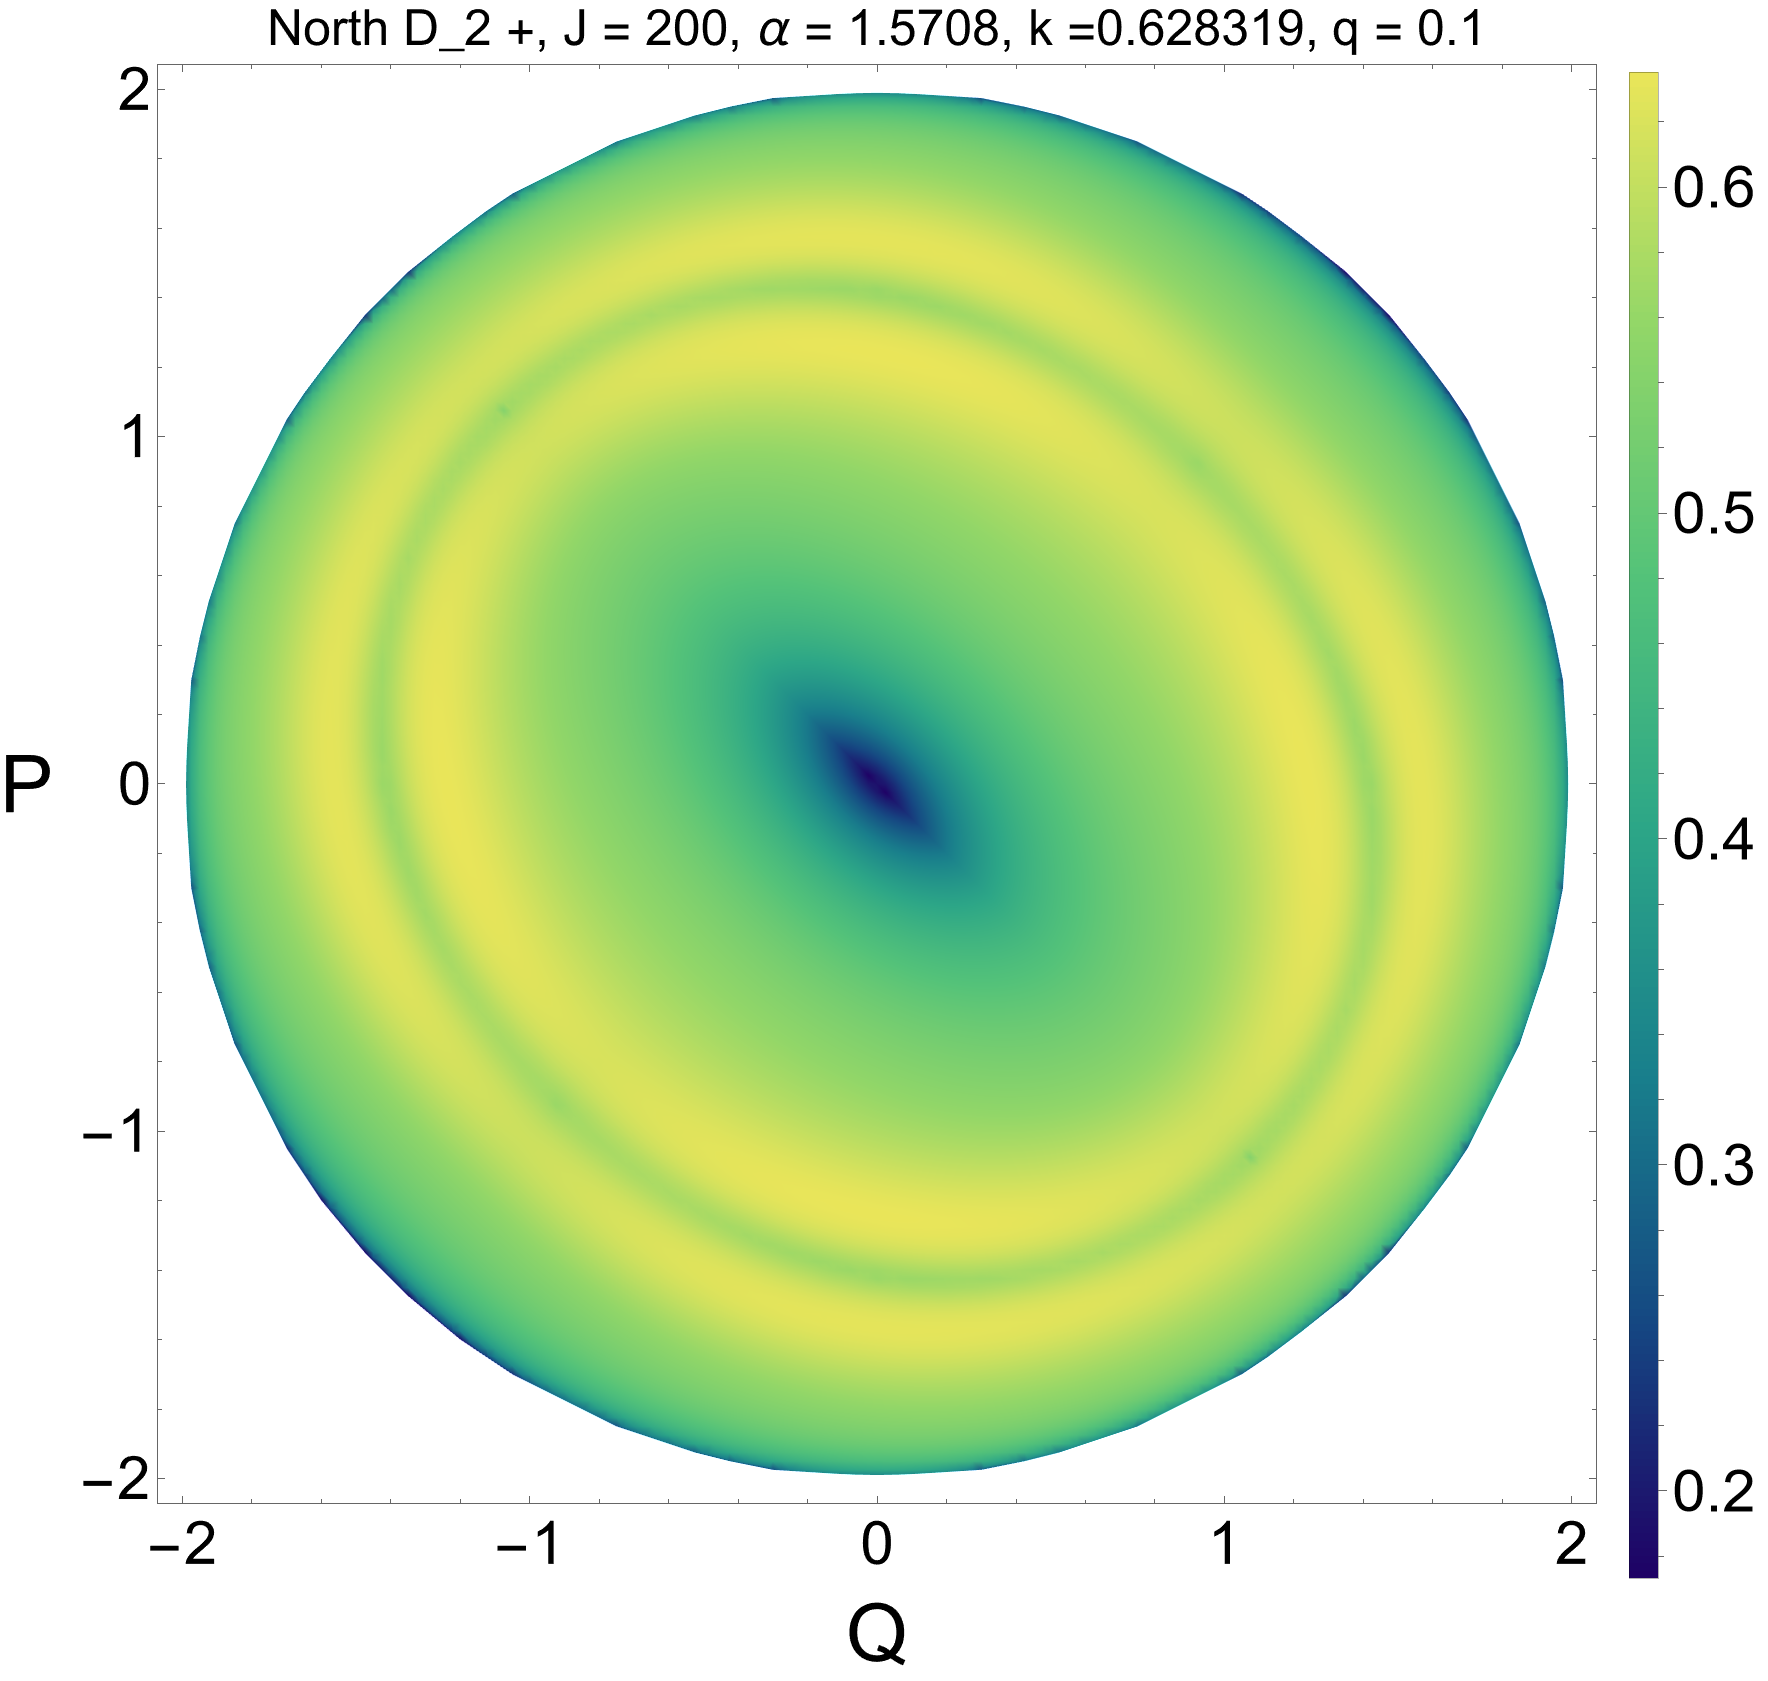 North D_2 +, J = 200, α = 1.5708, k =0.628319, q = 0.1
2
1
0
−1
−2
P
−2 −1 0 1 2
Q
0.6
0.5
0.4
0.3
0.2